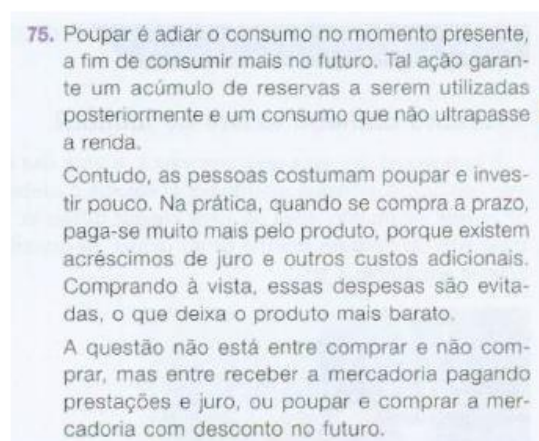 75. Poupar é adiar o consumo no momento presente,
a fim de consumir mais no futuro. Tal ação garan-
te um acúmulo de reservas a serem utilizadas
posteriormente e um consumo que não ultrapasse
a renda.
Contudo, as pessoas costumam poupar e inves-
tir pouco. Na prática, quando se compra a prazo,
paga-se muito mais pelo produto, porque existem
acréscimos de juro e outros custos adicionais.
Comprando à vista, essas despesas são evita-
das, o que deixa o produto mais barato.
A questão não está entre comprar e não com-
prar, mas entre receber a mercadoria pagando
prestações e juro, ou poupar e comprar a mer-
cadoria com desconto no futuro.